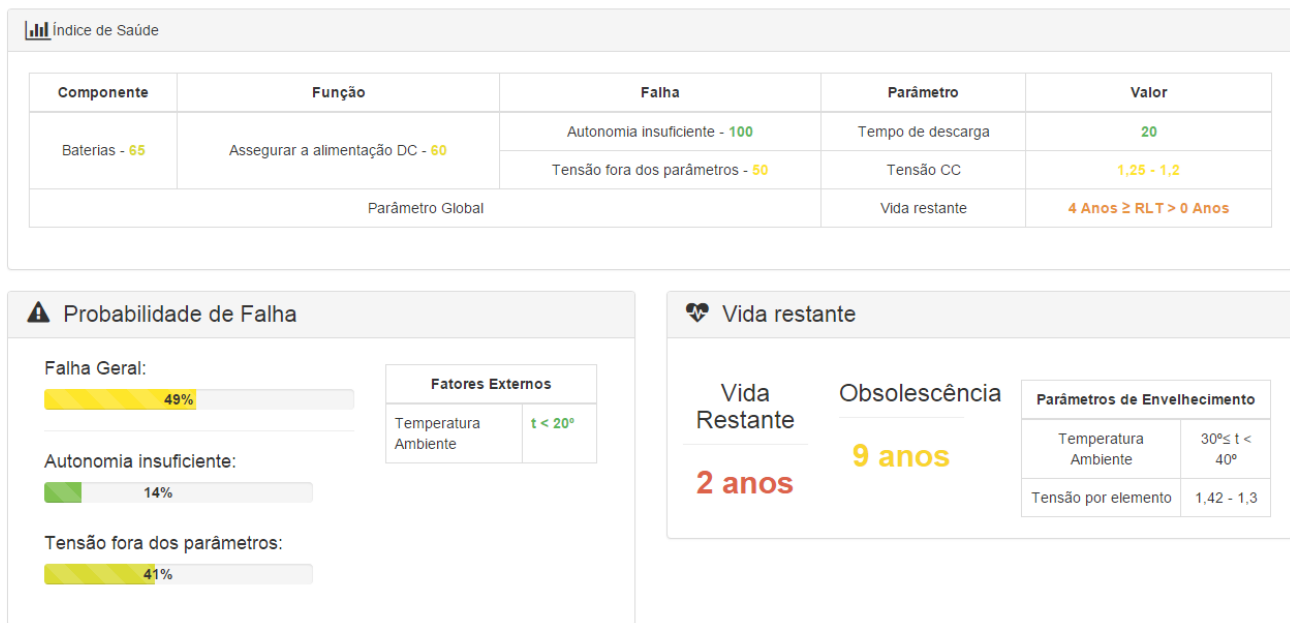 Índice de Saúde
Componente Função Falha Parâmetro Valor
Baterias - 65 Assegurar a alimentação DC - 60
Autonomia insuficiente - 100 Tempo de descarga 20
Tensão fora dos parâmetros - 50 Tensão CC 1,25 - 1,2
Parâmetro Global Vida restante 4 Anos ≥ RLT > 0 Anos
Probabilidade de Falha
Falha Geral:
49%
Autonomia insuficiente:
14%
Tensão fora dos parâmetros:
41%
Fatores Externos
Temperatura t < 20º
Ambiente
Vida restante
Vida
Restante
2 anos
Obsolescência
9 anos
Parâmetros de Envelhecimento
Temperatura 30º≤ t <
Ambiente 40º
Tensão por elemento 1,42 - 1,3